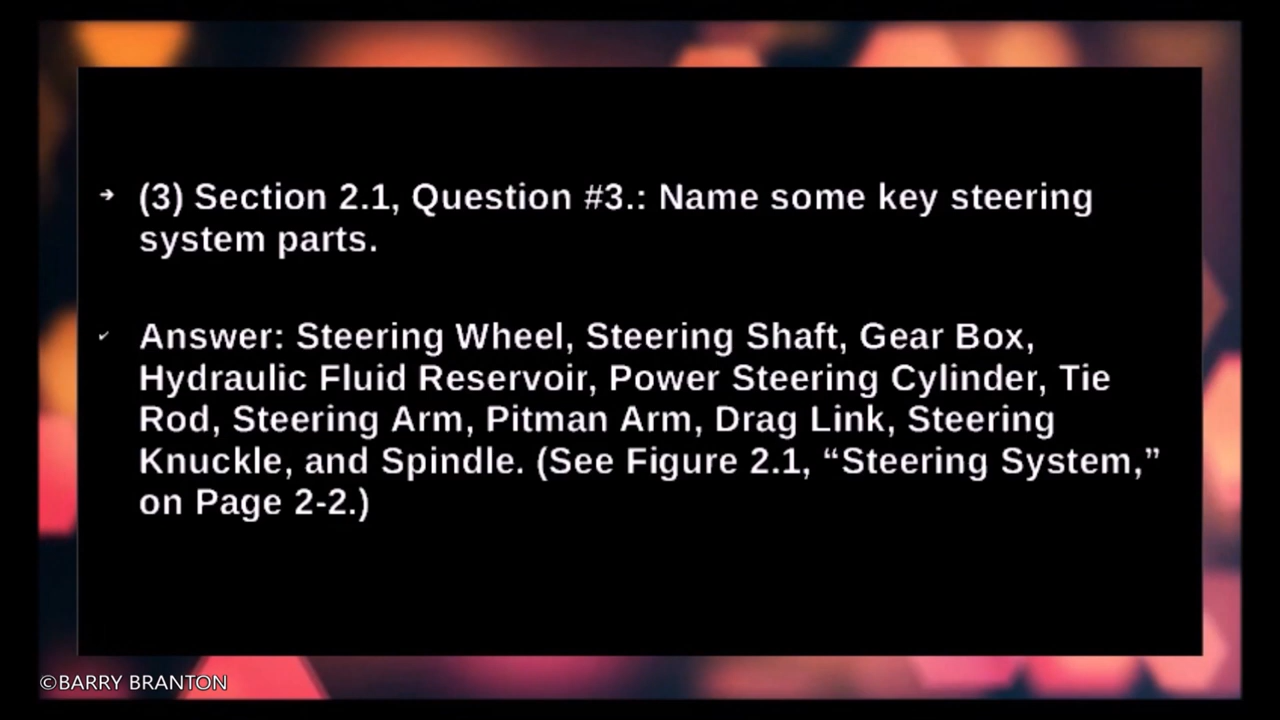 ➔ (3) Section 2.1, Question #3.: Name some key steering
system parts.
✓ Answer: Steering Wheel, Steering Shaft, Gear Box,
Hydraulic Fluid Reservoir, Power Steering Cylinder, Tie
Rod, Steering Arm, Pitman Arm, Drag Link, Steering
Knuckle, and Spindle. (See Figure 2.1, “Steering System,”
on Page 2-2.)
©BARRY BRANTON